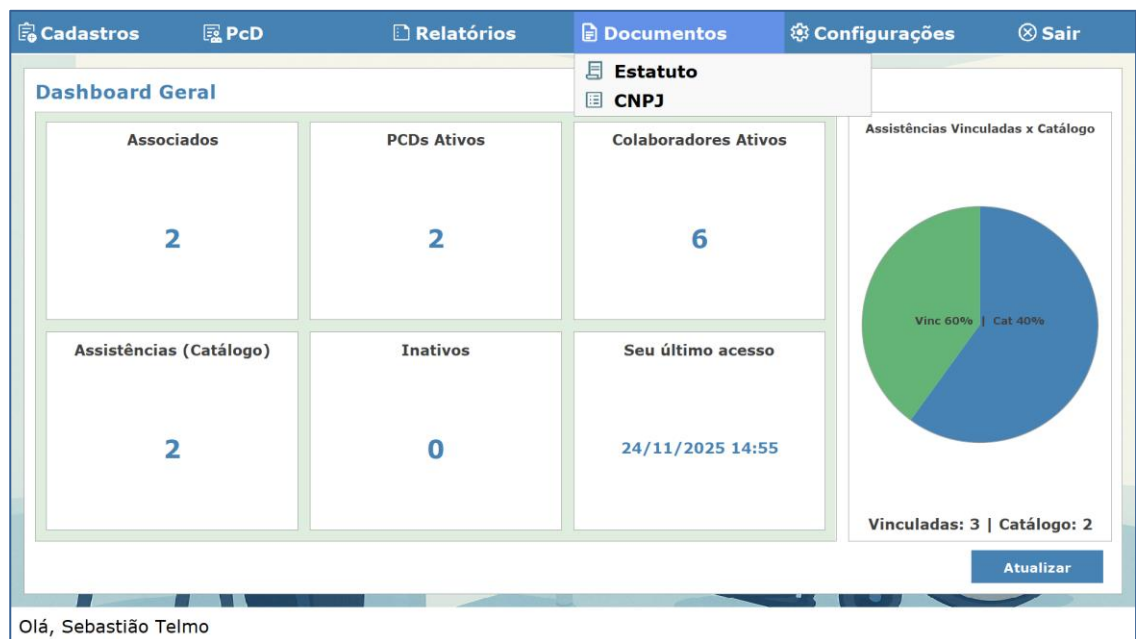 Cadastros PcD Relatórios Documentos Configurações Sair
Estatuto
CNPJ
Dashboard Geral
Associados
2
PCDs Ativos
2
Colaboradores Ativos
6
Assistências (Catálogo)
2
Inativos
0
Seu último acesso
24/11/2025 14:55
Assistências Vinculadas x Catálogo
Vinc 60% | Cat 40%
Vinculadas: 3 | Catálogo: 2
Atualizar
Olá, Sebastião Telmo